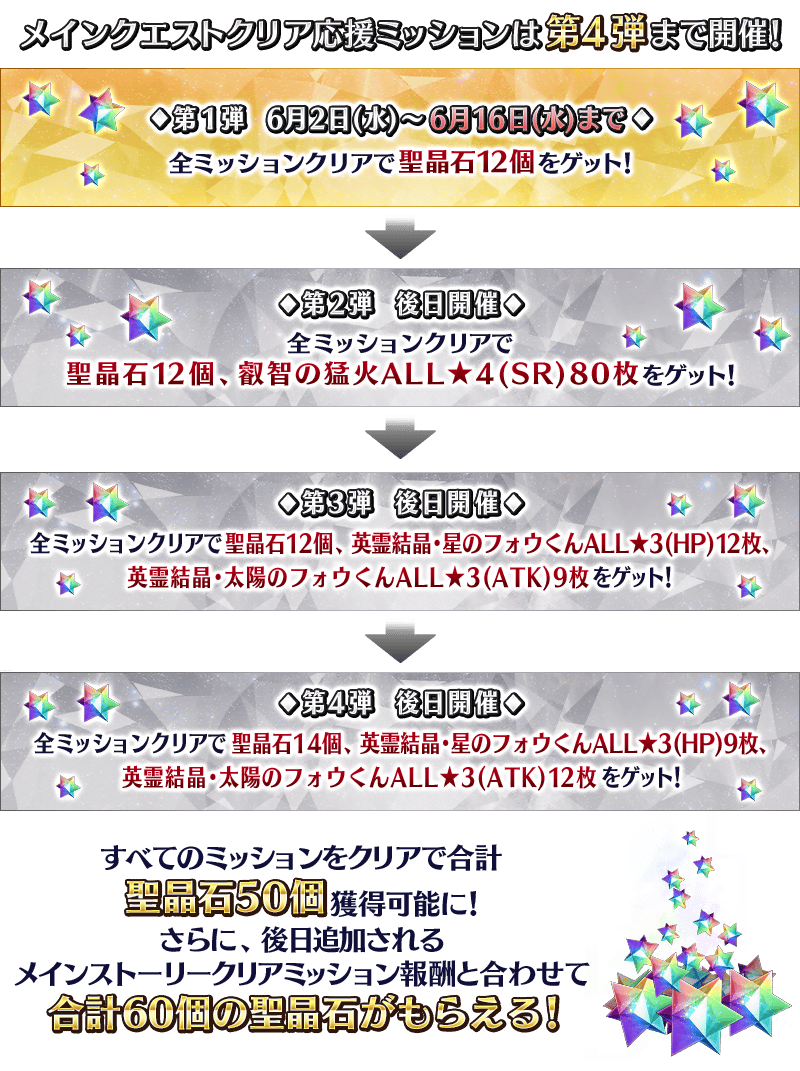 メインクエストクリア応援ミッションは第4弾まで開催!
◇第1弾 6月2日(水)～6月16日(水)まで◇
全ミッションクリアで聖晶石12個をゲット!
◇第2弾 後日開催◇
全ミッションクリアで
聖晶石12個、叡智の猛火ALL★4(SR)80枚をゲット!
◇第3弾 後日開催◇
全ミッションクリアで聖晶石12個、英霊結晶・星のフォウくんALL★3(HP)12枚、
英霊結晶・太陽のフォウくんALL★3(ATK)9枚をゲット!
◇第4弾 後日開催◇
全ミッションクリアで聖晶石14個、英霊結晶・星のフォウくんALL★3(HP)9枚、
英霊結晶・太陽のフォウくんALL★3(ATK)12枚をゲット!
すべてのミッションをクリアで合計
聖晶石50個獲得可能に!
さらに、後日追加される
メインストーリークリアミッション報酬と合わせて
合計60個の聖晶石がもらえる!